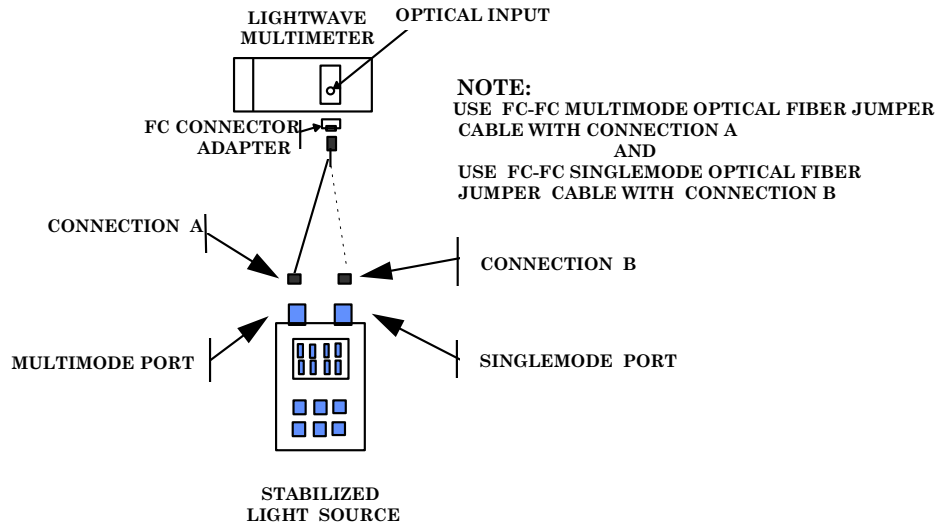 LIGHTWAVE
MULTIMETER
OPTICAL INPUT
NOTE:
USE FC-FC MULTIMODE OPTICAL FIBER JUMPER
CABLE WITH CONNECTION A
AND
USE FC-FC SINGLEMODE OPTICAL FIBER
JUMPER CABLE WITH CONNECTION B
FC CONNECTOR
ADAPTER
CONNECTION A
CONNECTION B
MULTIMODE PORT
SINGLEMODE PORT
STABILIZED
LIGHT SOURCE